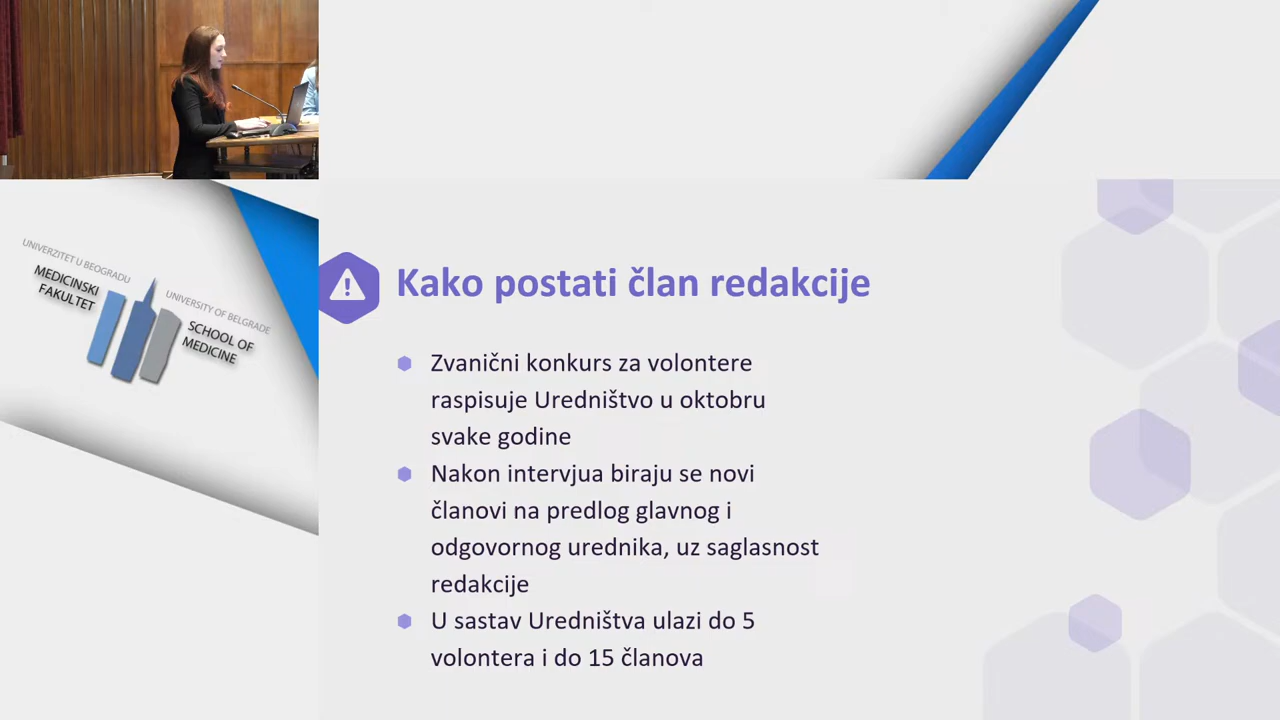 UNIVERZITET U BEOGRADU
MEDICINSKI
FAKULTET
UNIVERSITY OF BELGRADE
SCHOOL OF
MEDICINE
Kako postati član redakcije
Zvanični konkurs za volontere
raspisuje Uredništvo u oktobru
svake godine
Nakon intervjua biraju se novi
članovi na predlog glavnog i
odgovornog urednika, uz saglasnost
redakcije
U sastav Uredništva ulazi do 5
volontera i do 15 članova